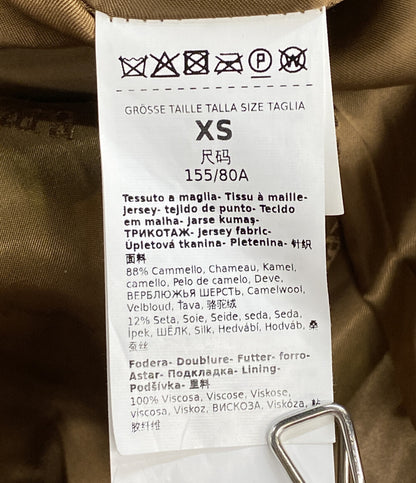 P W
GRÖSSE TAILLE TALLA SIZE TAGLIA
XS
尺码
155/80A
Tessuto a maglia- Tissu à maille-
jersey- tejido de punto- Tecido
em malha- jarse kumaş-
ТРИКОТАЖ- Jersey fabric-
Úpletová tkanina- Pletenina- 针织
面料
88% Cammello, Chameau, Kamel,
camello, Pelo de camelo, Deve,
ВЕРБЛЮЖЬЯ ШЕРСТЬ, Camelwool,
Velbloud, Ťava, 骆驼绒
12% Seta, Soie, Seide, seda, Seda,
İpek, ШЁЛК, Silk, Hedvábí, Hodváb, 桑
蚕丝
Fodera- Doublure- Futter- forro-
Astar- Подкладка- Lining-
Podšívka- 里料
100% Viscosa, Viscose, Viskose,
viscosa, Viskoz, ВИСКОЗА, Viskóza, 粘
胶纤维